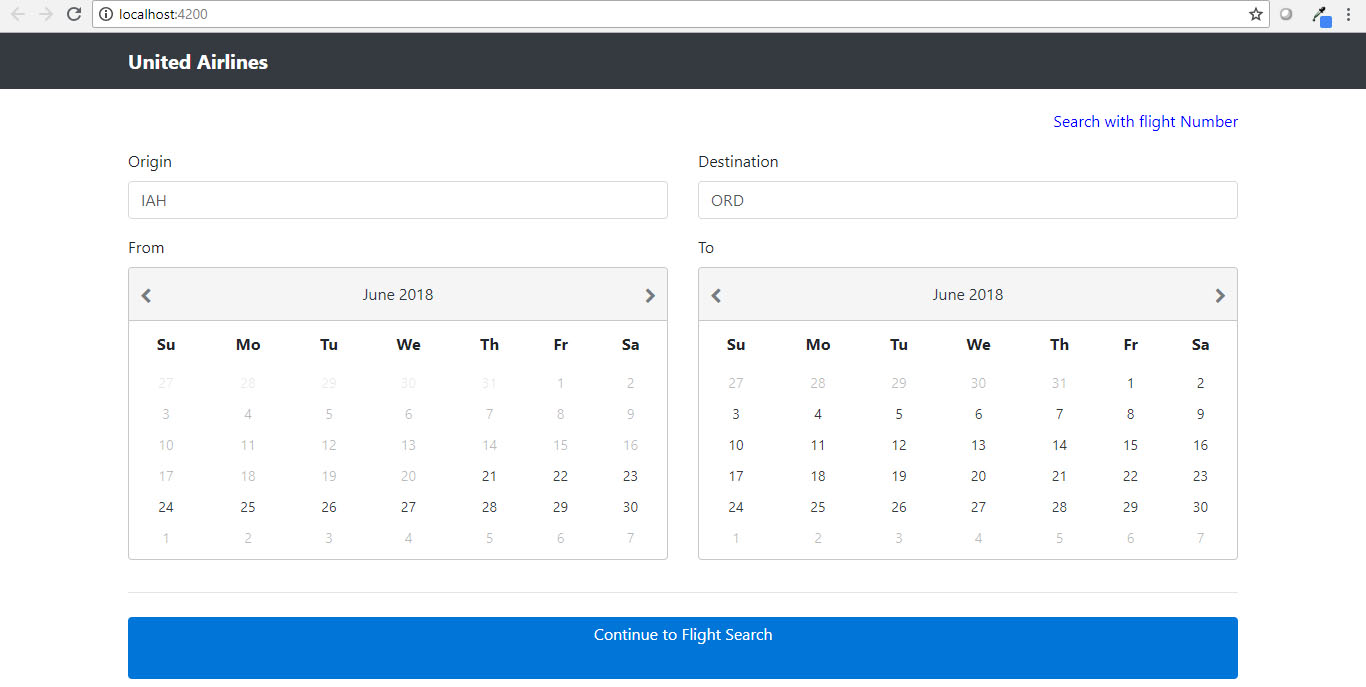 localhost:4200
United Airlines
Search with flight Number
Origin
Destination
IAH
ORD
From
To
June 2018
Su Mo Tu We Th Fr Sa
27 28 29 30 31 1 2
3 4 5 6 7 8 9
10 11 12 13 14 15 16
17 18 19 20 21 22 23
24 25 26 27 28 29 30
1 2 3 4 5 6 7
June 2018
Su Mo Tu We Th Fr Sa
27 28 29 30 31 1 2
3 4 5 6 7 8 9
10 11 12 13 14 15 16
17 18 19 20 21 22 23
24 25 26 27 28 29 30
1 2 3 4 5 6 7
Continue to Flight Search